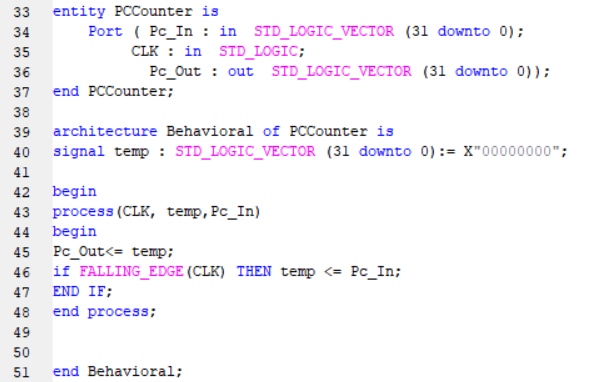 33 entity PCCounter is
34 Port ( Pc_In : in STD_LOGIC_VECTOR (31 downto 0);
35 CLK : in STD_LOGIC;
36 Pc_Out : out STD_LOGIC_VECTOR (31 downto 0));
37 end PCCounter;
38
39 architecture Behavioral of PCCounter is
40 signal temp : STD_LOGIC_VECTOR (31 downto 0):= X"00000000";
41
42 begin
43 process(CLK, temp,Pc_In)
44 begin
45 Pc_Out<= temp;
46 if FALLING_EDGE(CLK) THEN temp <= Pc_In;
47 END IF;
48 end process;
49
50
51 end Behavioral;